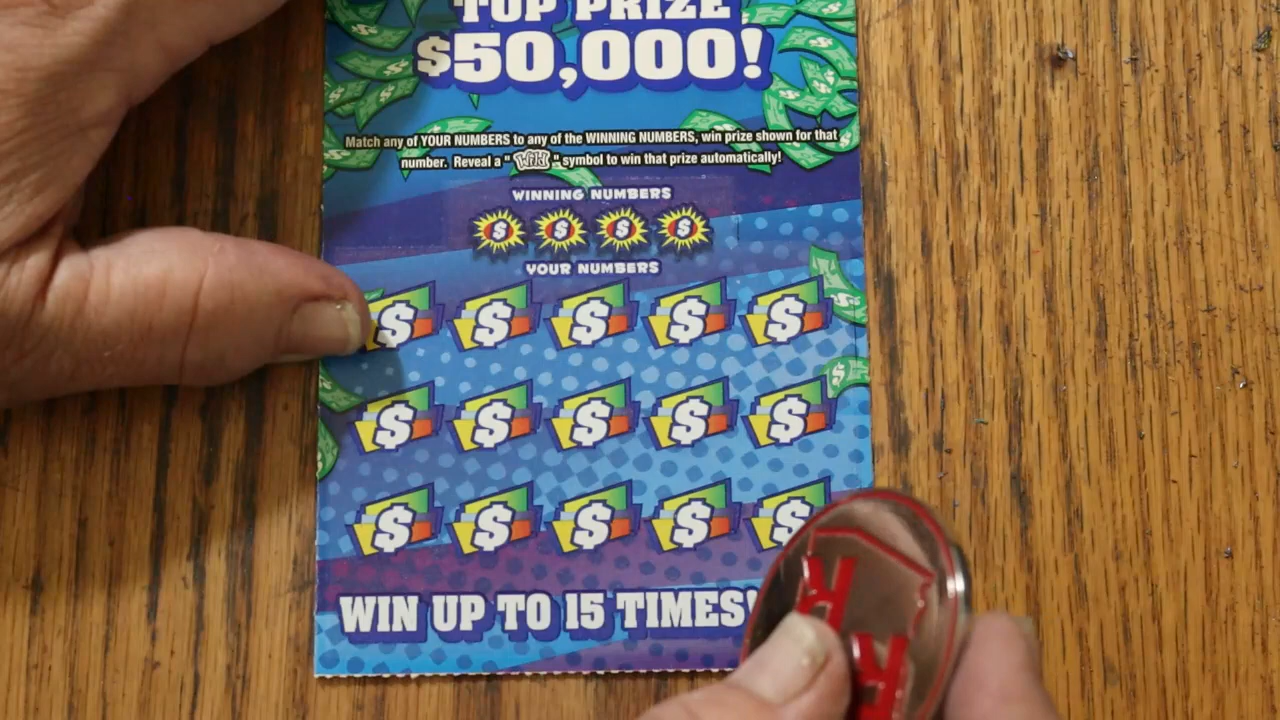 TOP PRIZE
$50,000!
Match any of YOUR NUMBERS to any of the WINNING NUMBERS, win prize shown for that
number. Reveal a "Wild" symbol to win that prize automatically!
WINNING NUMBERS
$ $ $ $
YOUR NUMBERS
$ $ $ $ $
$ $ $ $ $
$ $ $ $ $
WIN UP TO 15 TIMES!